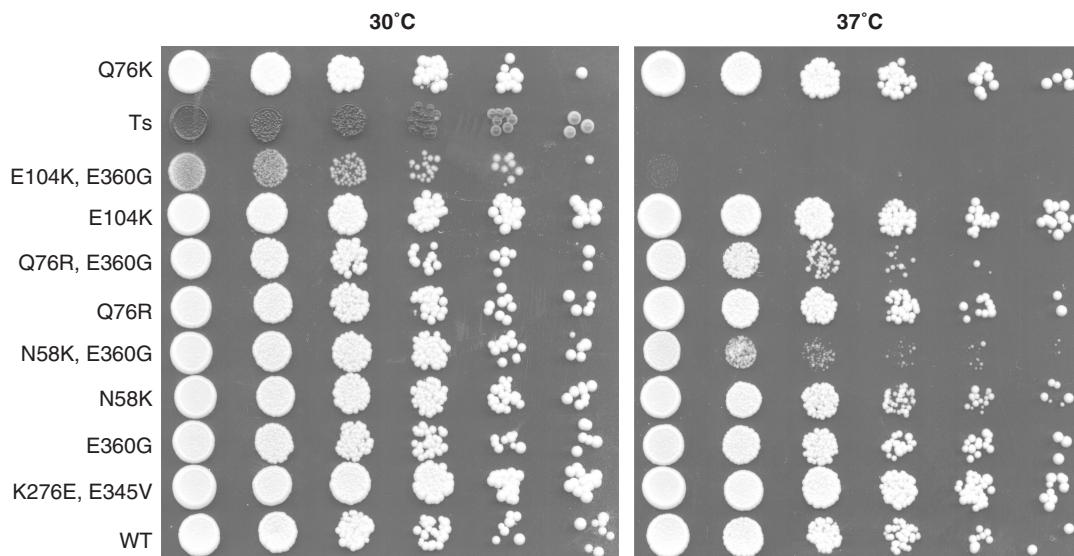 30˚C 37˚C
Q76K
Ts
E104K, E360G
E104K
Q76R, E360G
Q76R
N58K, E360G
N58K
E360G
K276E, E345V
WT